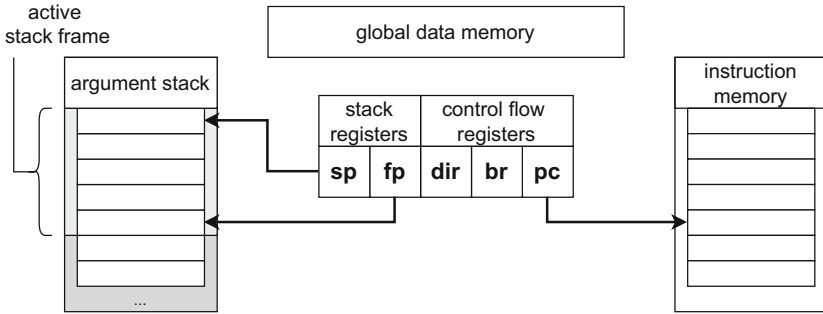 active
stack frame
global data memory
argument stack
instruction
memory
stack
registers
control flow
registers
sp fp dir br pc
...